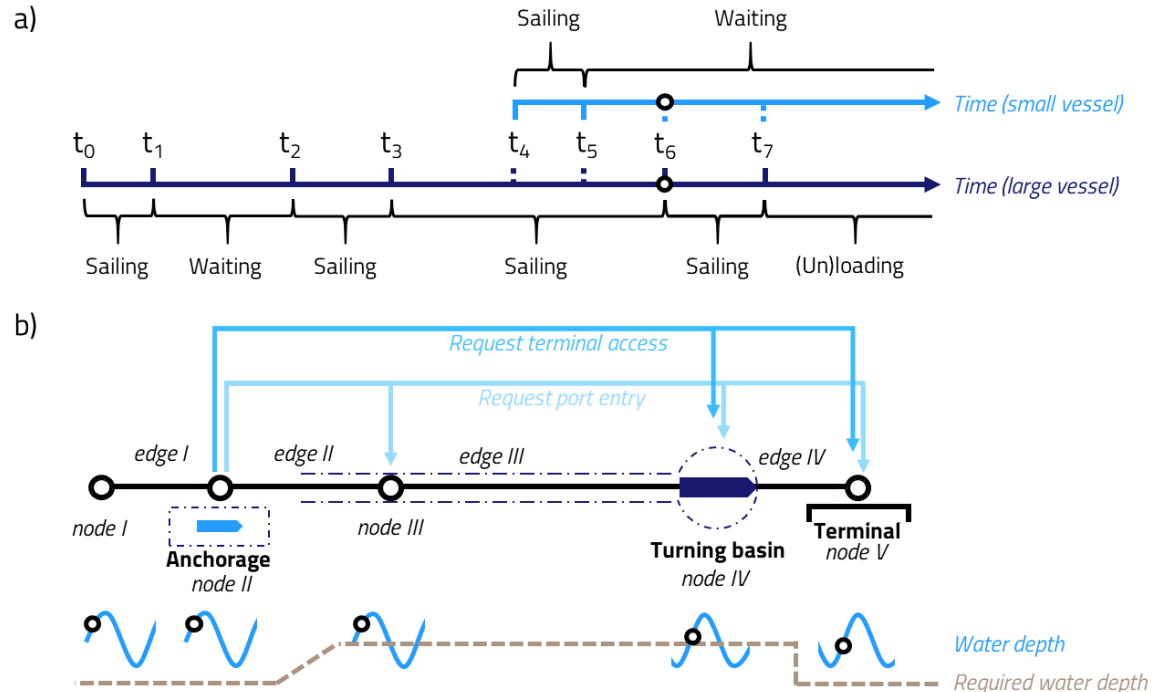 a)
Sailing Waiting
Time (small vessel)
t₀ t₁ t₂ t₃ t₄ t₅ t₆ t₇
Time (large vessel)
Sailing Waiting Sailing Sailing Sailing (Un)loading
b)
Request terminal access
Request port entry
edge I edge II edge III edge IV
node I node III
Anchorage Turning basin Terminal
node II node IV node V
Water depth
Required water depth